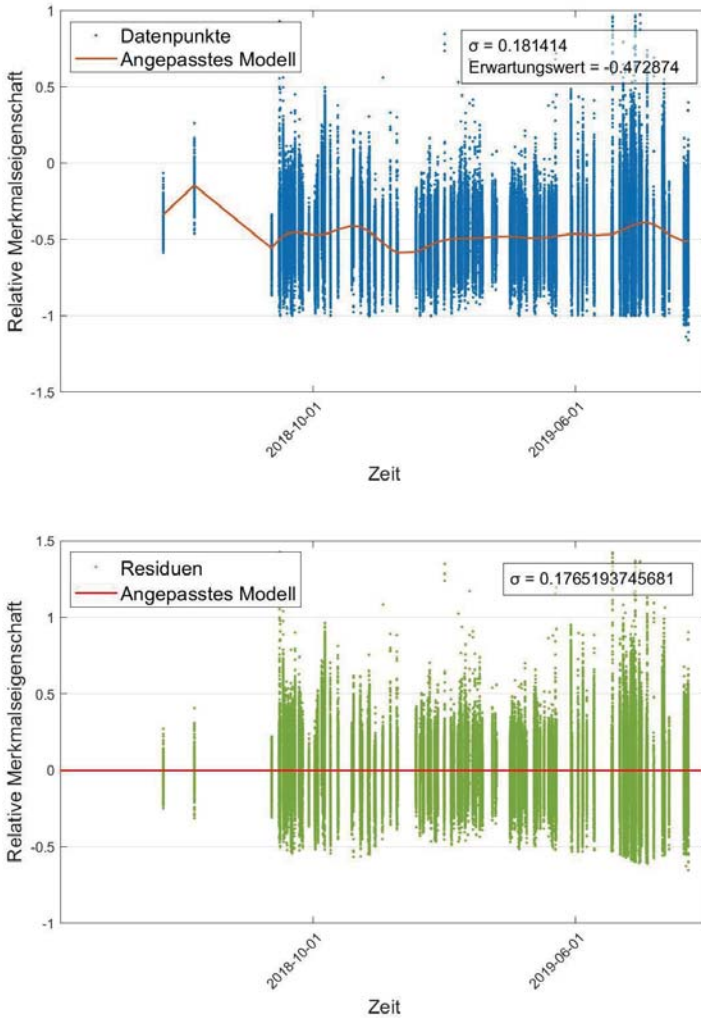 1
0.5
0
-0.5
-1
-1.5
Relative Merkmalseigenschaft
Datenpunkte
Angepasstes Modell
σ = 0.181414
Erwartungswert = -0.472874
2018-10-01
2019-06-01
Zeit
1.5
1
0.5
0
-0.5
-1
Relative Merkmalseigenschaft
Residuen
Angepasstes Modell
σ = 0.1765193745681
2018-10-01
2019-06-01
Zeit